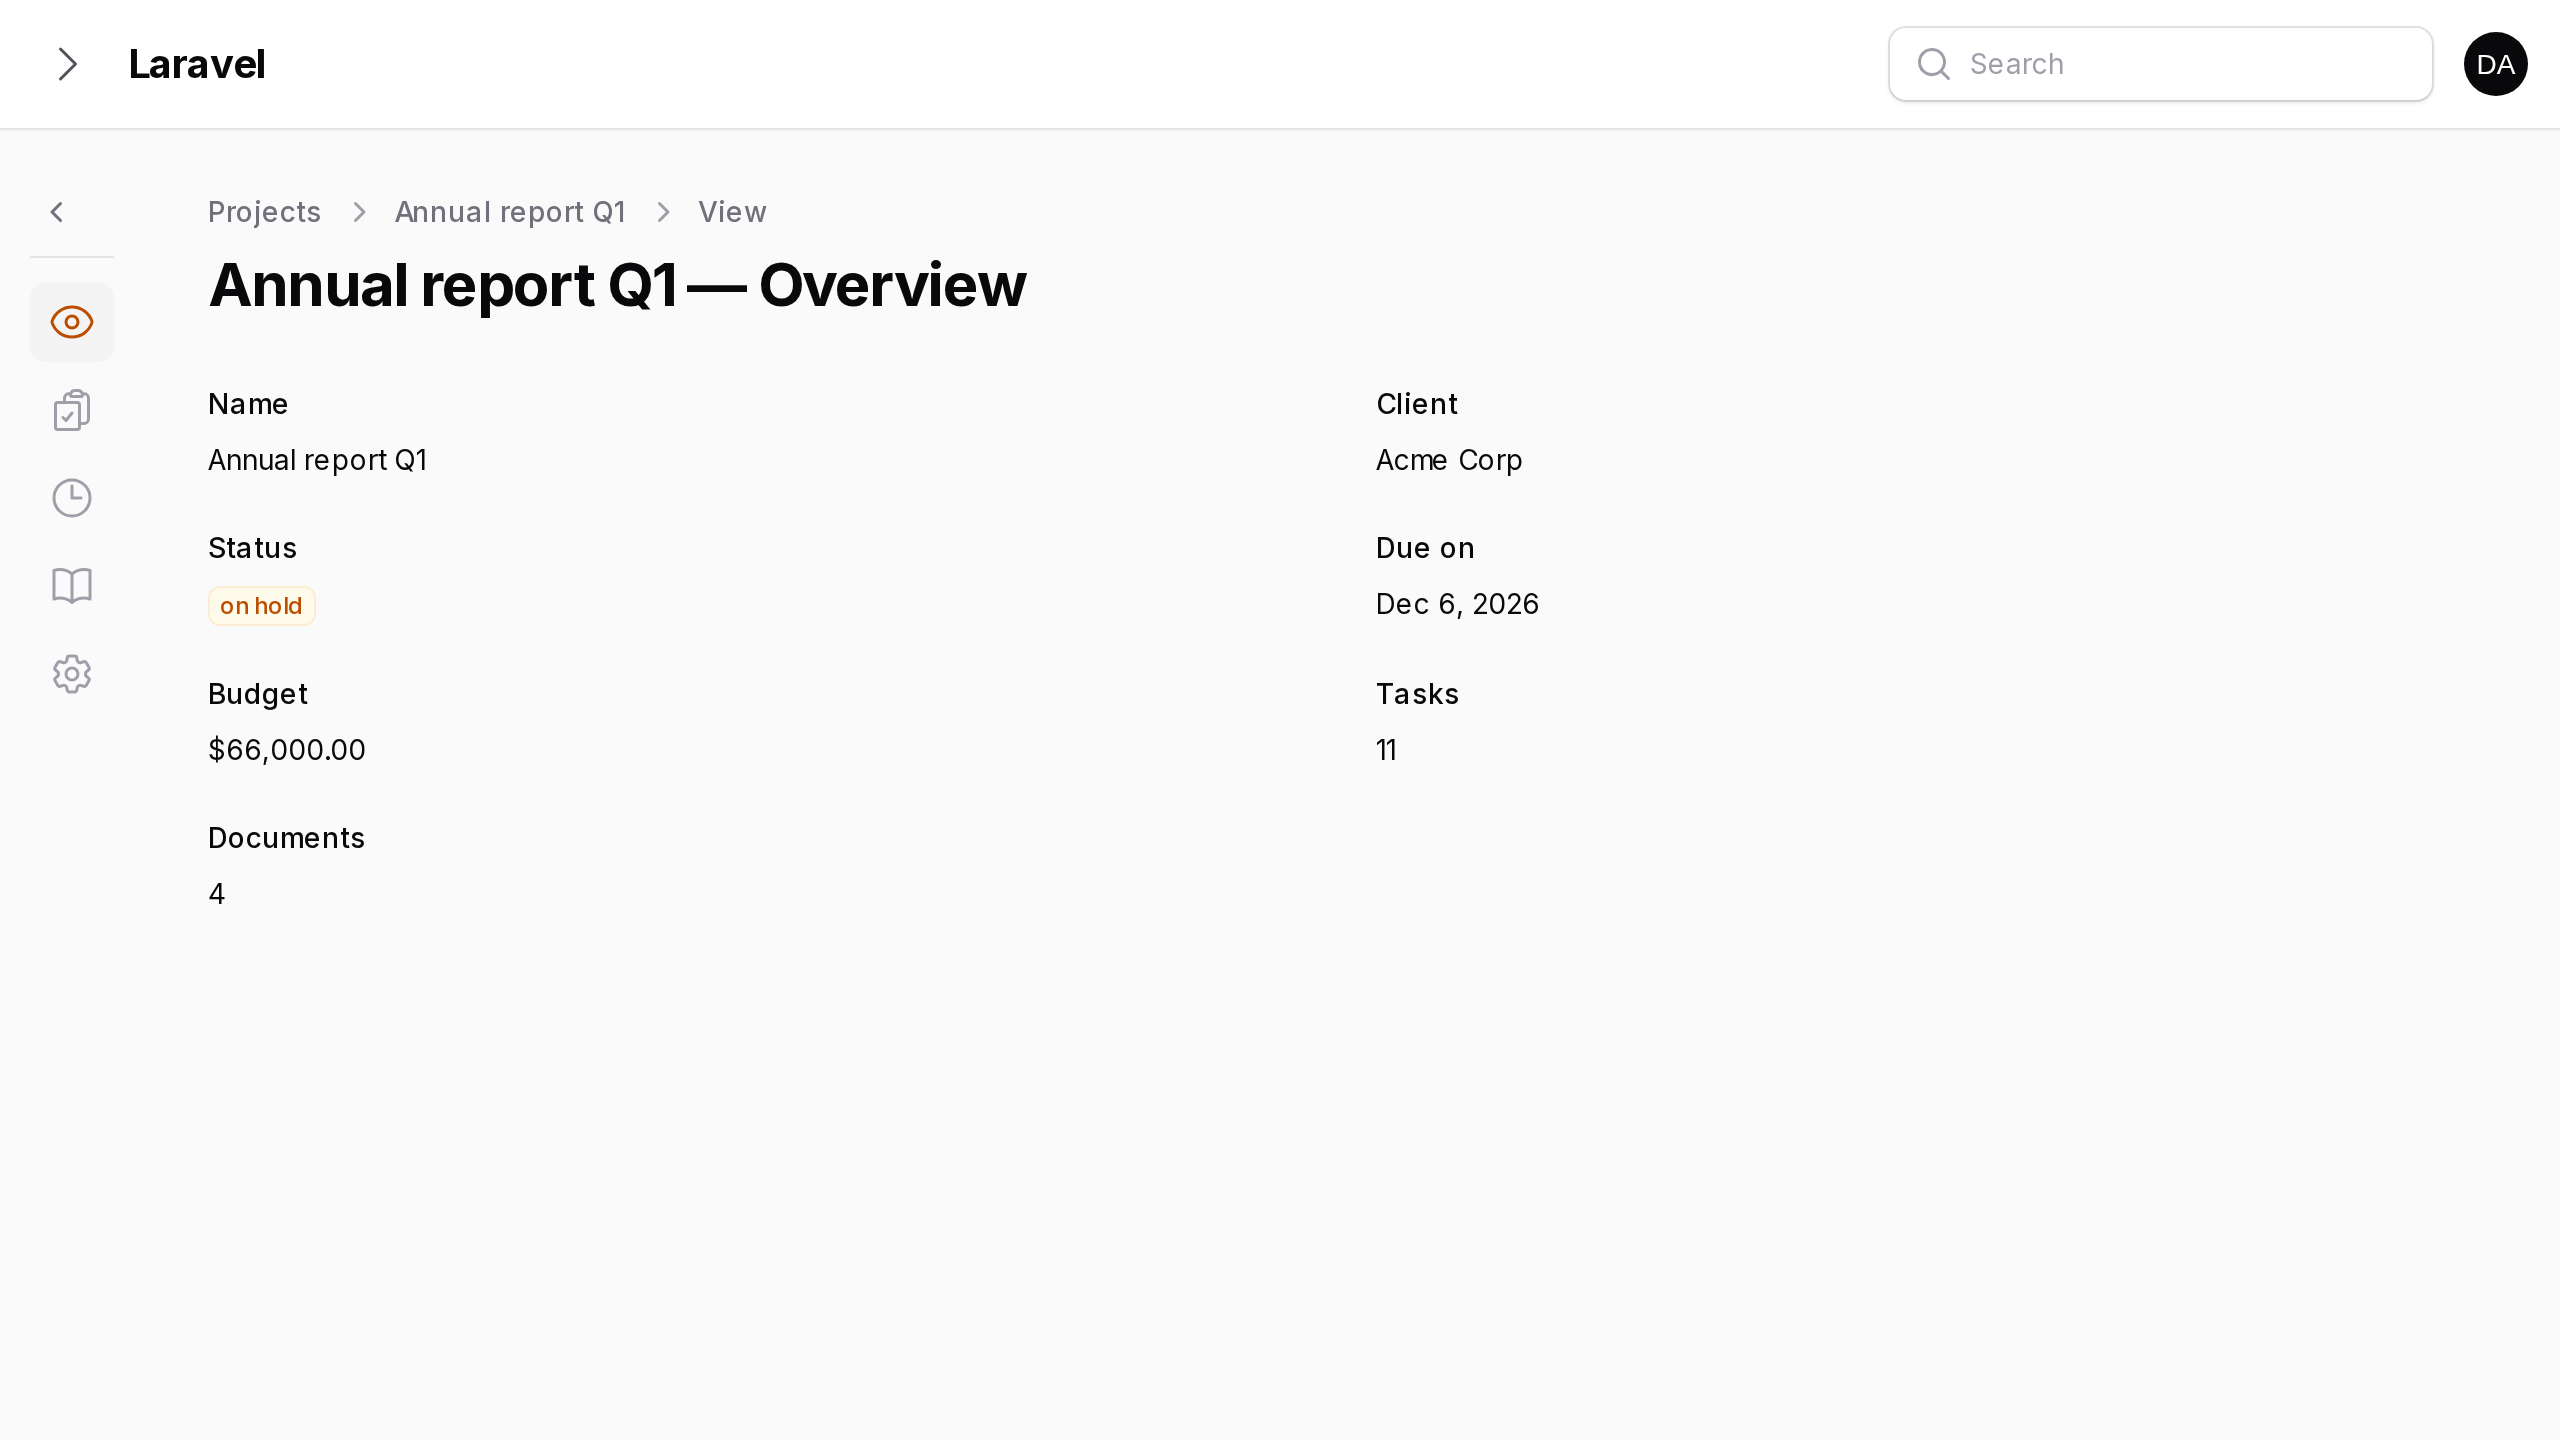 Laravel
Search
DA
Projects
Annual report Q1
View
Annual report Q1 — Overview
Name
Annual report Q1
Client
Acme Corp
Status
on hold
Due on
Dec 6, 2026
Budget
$66,000.00
Tasks
11
Documents
4